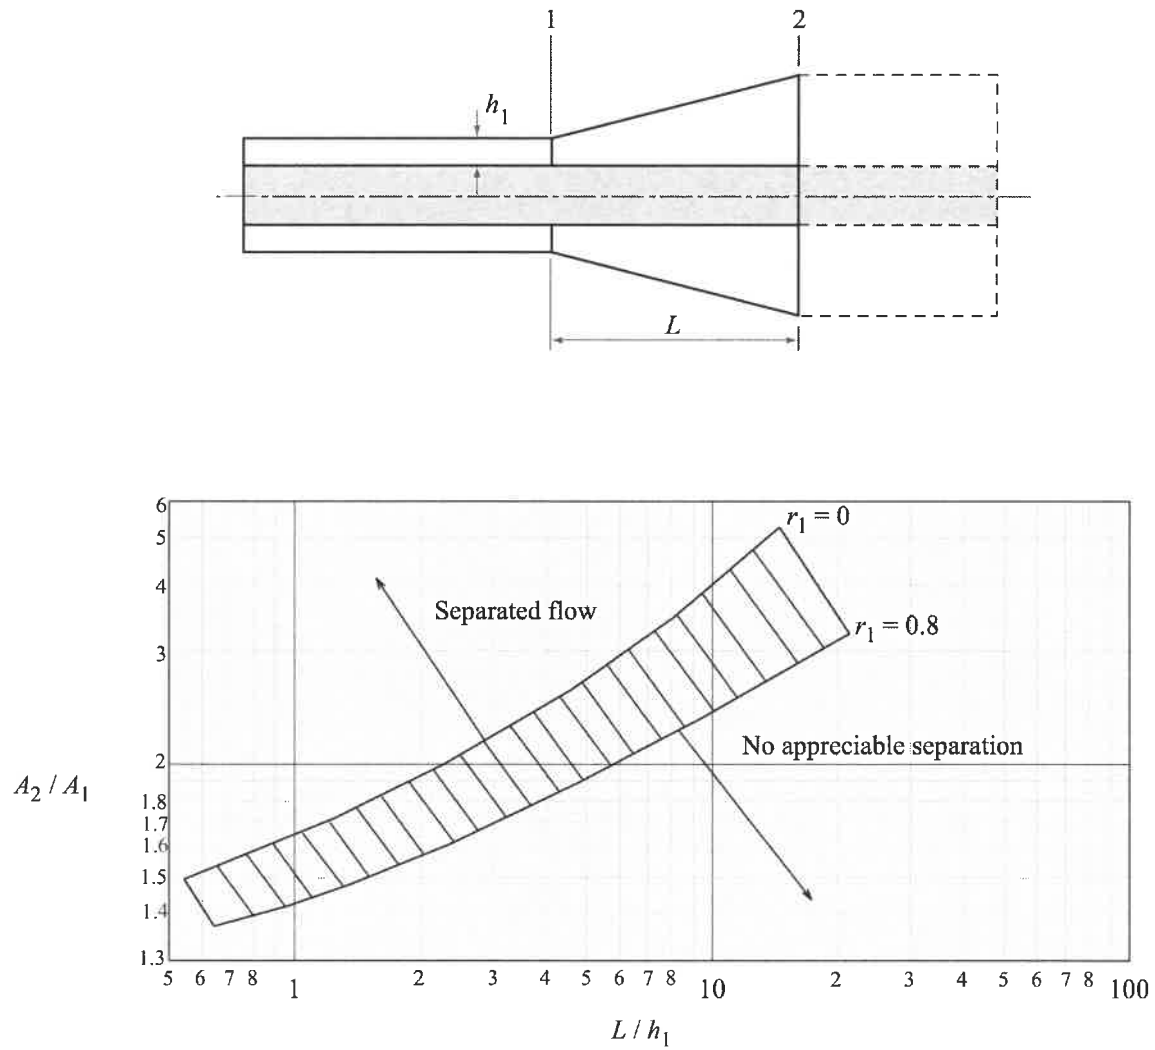 1 2
h1
L
6
5
4
3
2
1.8
1.7
1.6
1.5
1.4
1.3
r1 = 0
r1 = 0.8
Separated flow
No appreciable separation
A2 / A1
5 6 7 8 1 2 3 4 5 6 7 8 10 2 3 4 5 6 7 8 100
L / h1